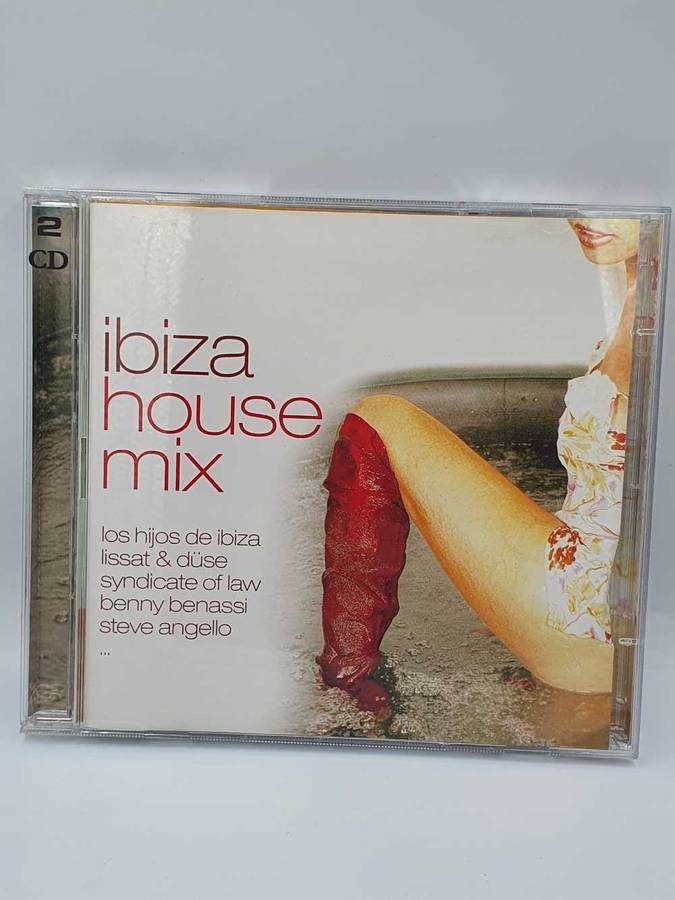 2
CD
ibiza
house
mix
los hijos de ibiza
lissat & düse
syndicate of law
benny benassi
steve angello
...